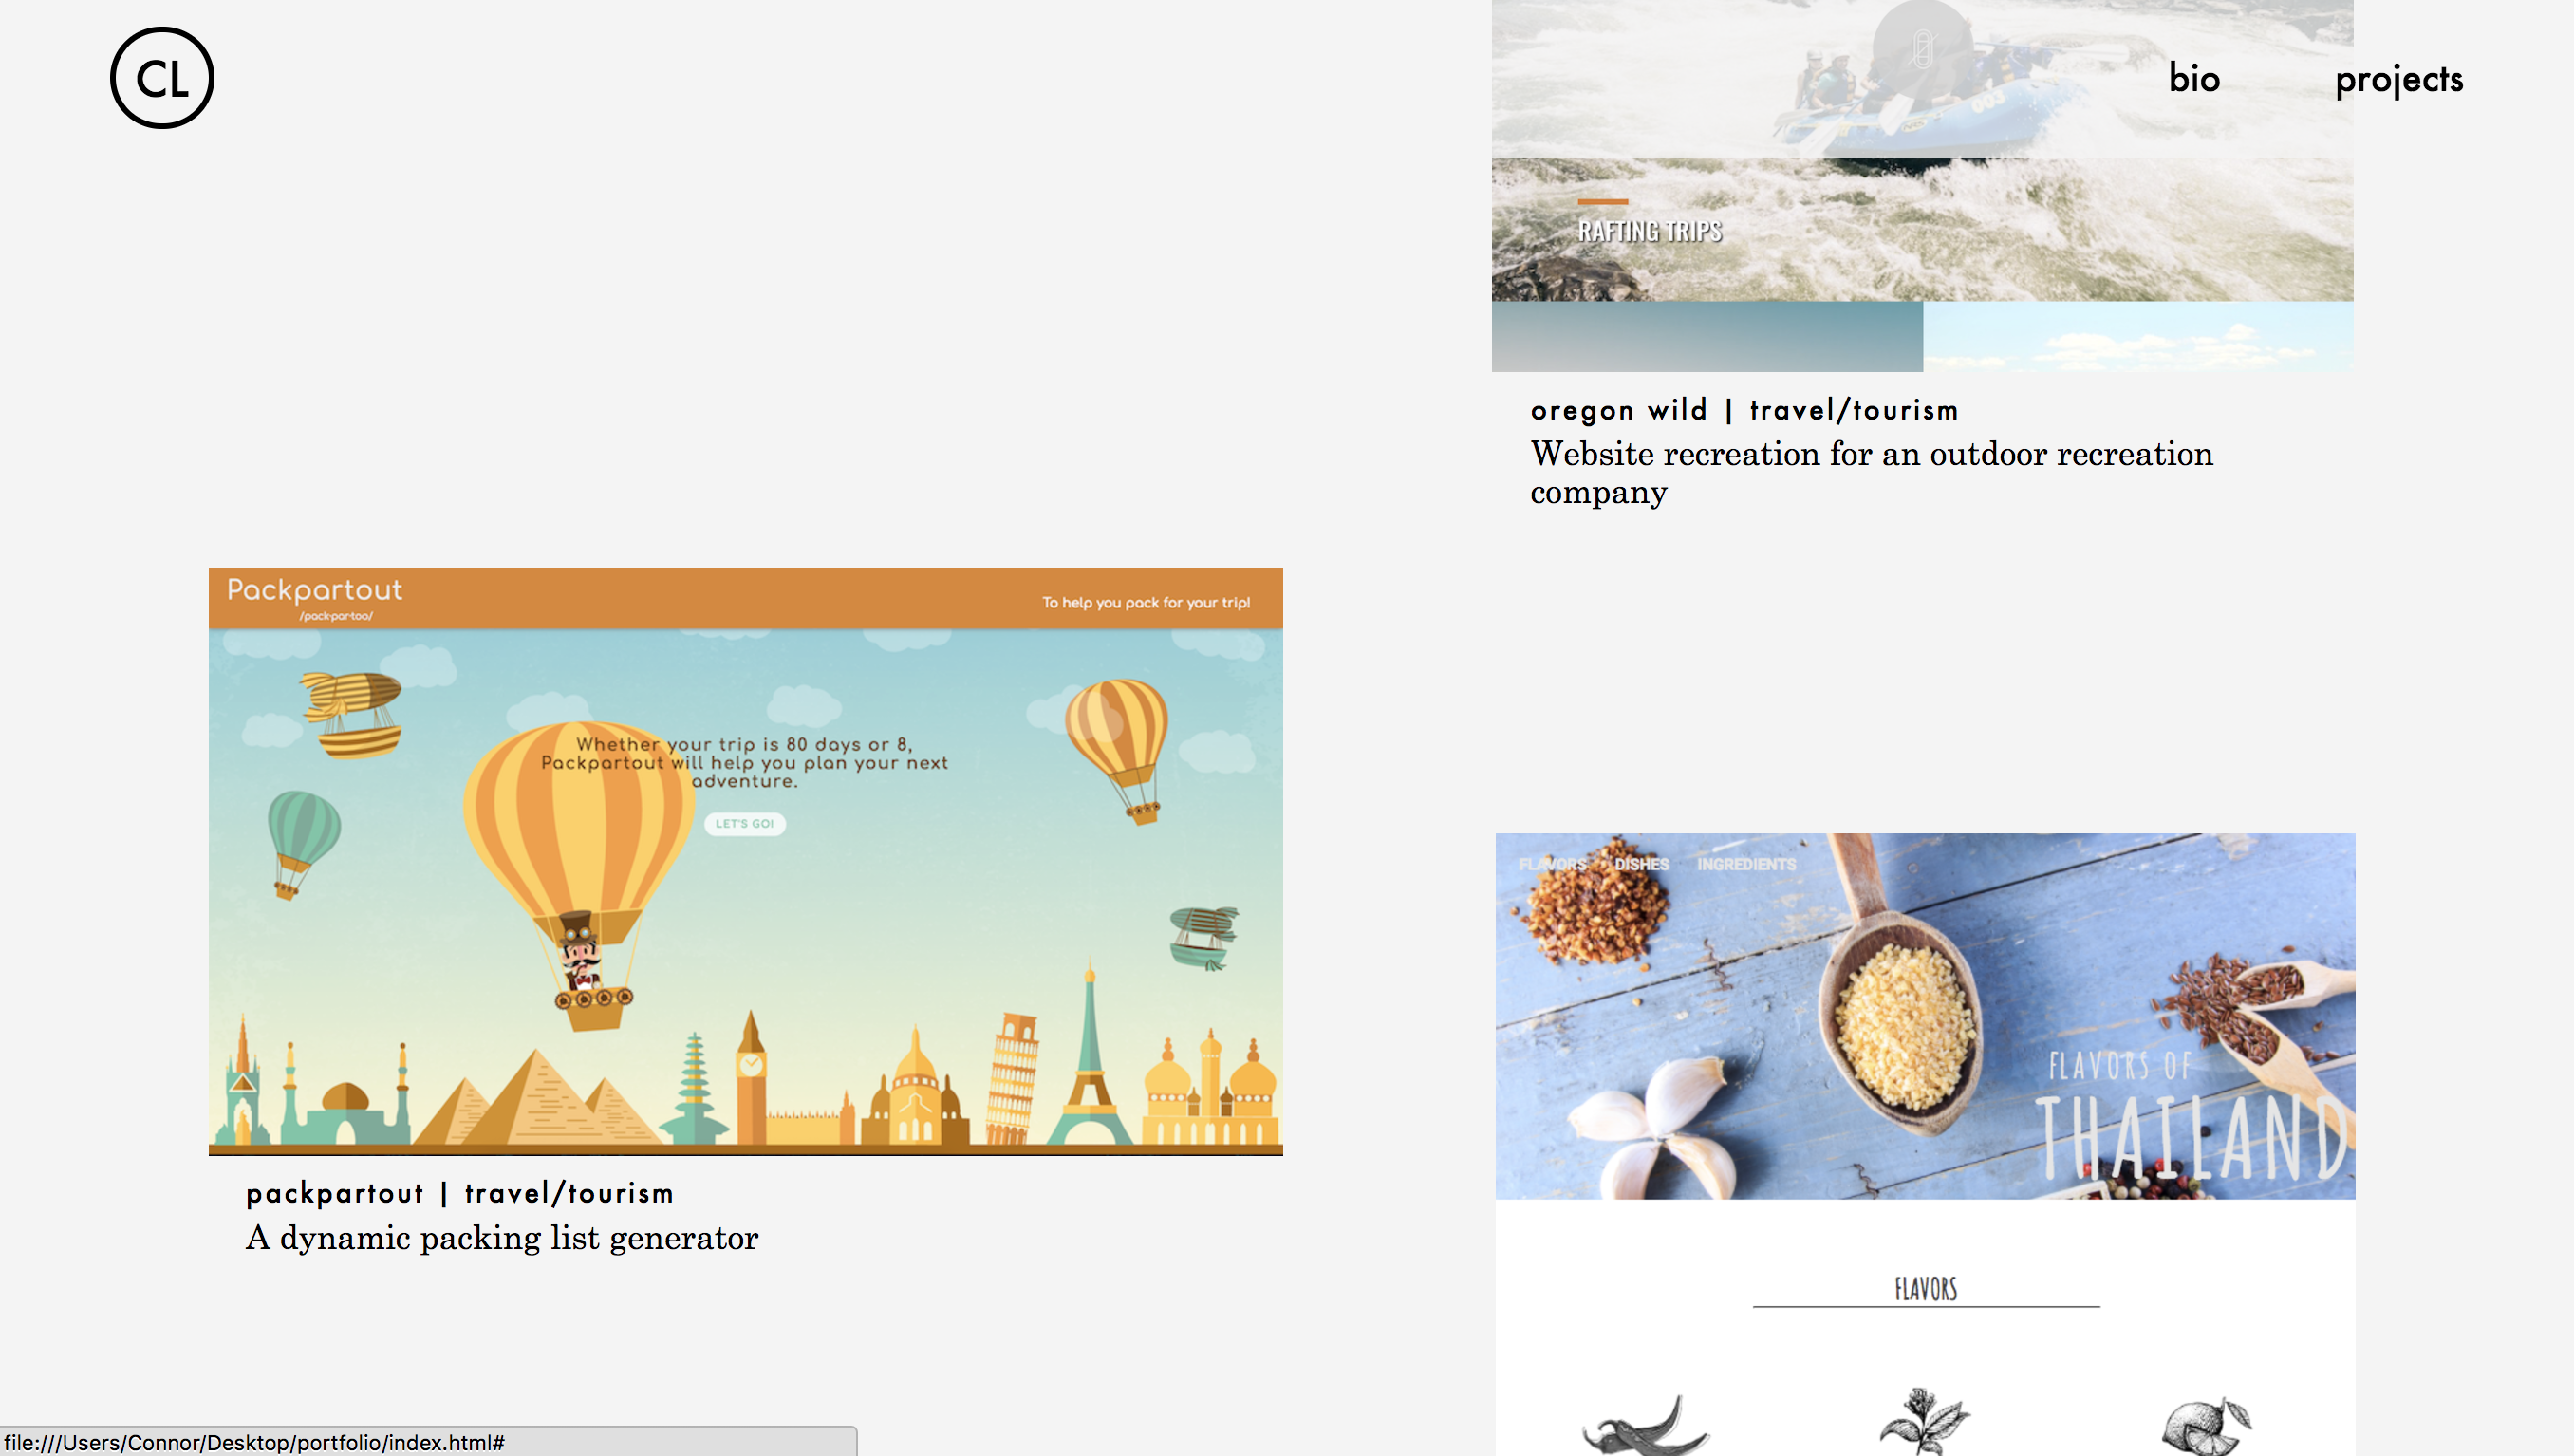 CL
bio
projects
003
RAFTING TRIPS
oregon wild | travel/tourism
Website recreation for an outdoor recreation
company
Packpartout
/pack·par·too/
To help you pack for your trip!
Whether your trip is 80 days or 8,
Packpartout will help you plan your next
adventure.
LET'S GO!
packpartout | travel/tourism
A dynamic packing list generator
FLAVORS DISHES INGREDIENTS
FLAVORS OF
THAILAND
FLAVORS
file:///Users/Connor/Desktop/portfolio/index.html#